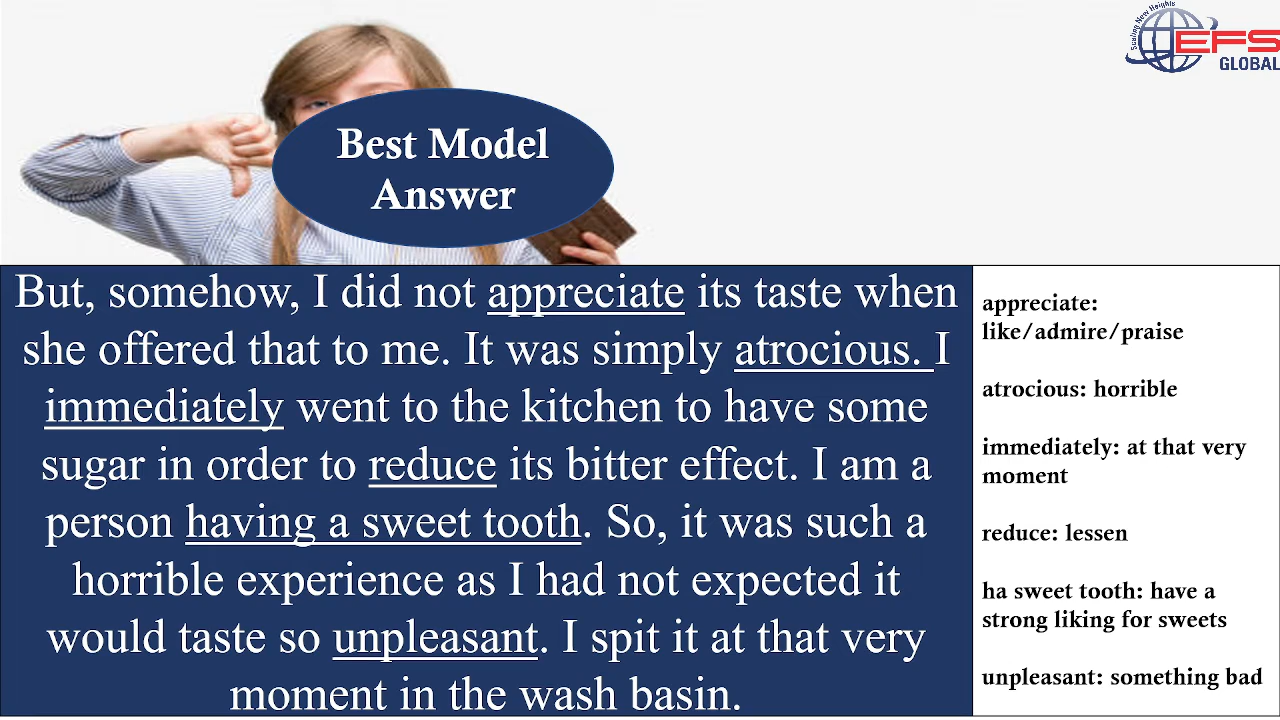 Scaling New Heights
EFS
GLOBAL
Best Model
Answer
But, somehow, I did not appreciate its taste when
she offered that to me. It was simply atrocious. I
immediately went to the kitchen to have some
sugar in order to reduce its bitter effect. I am a
person having a sweet tooth. So, it was such a
horrible experience as I had not expected it
would taste so unpleasant. I spit it at that very
moment in the wash basin.
appreciate:
like/admire/praise
atrocious: horrible
immediately: at that very
moment
reduce: lessen
ha sweet tooth: have a
strong liking for sweets
unpleasant: something bad